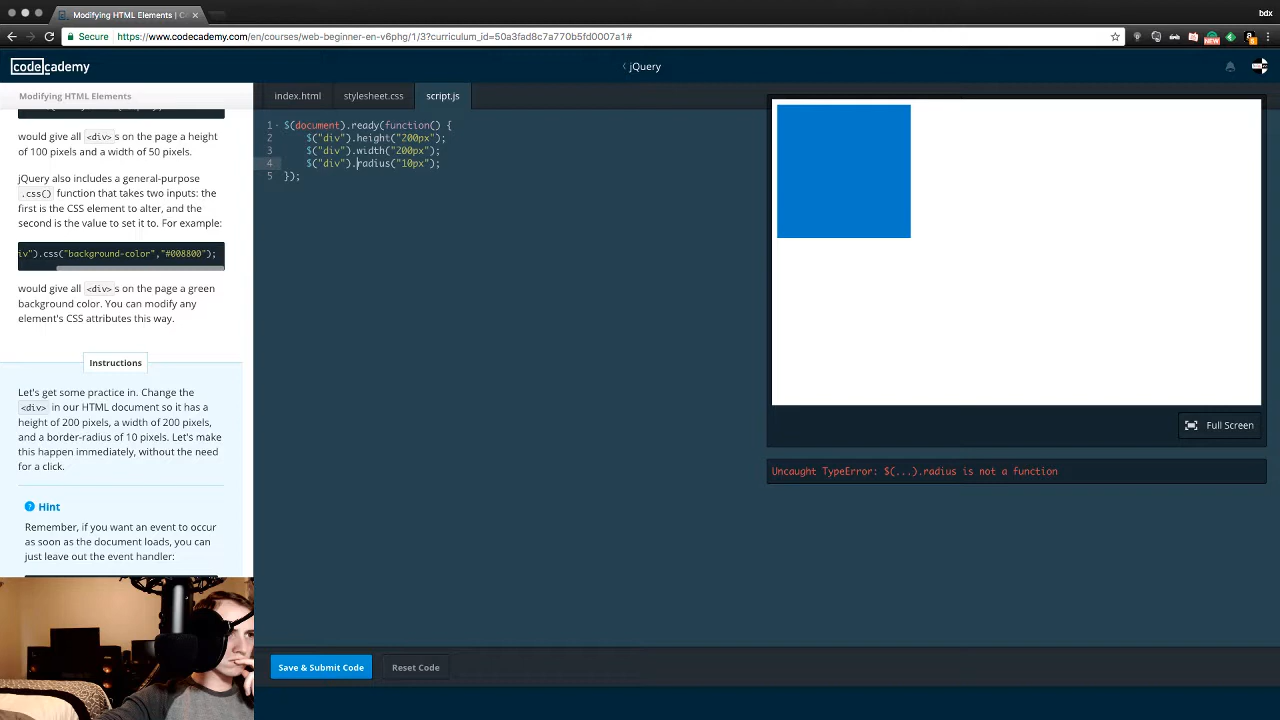 Modifying HTML Elements | C
bdx
Secure
https://www.codecademy.com/en/courses/web-beginner-en-v6phg/1/3?curriculum_id=50a3fad8c7a770b5fd0007a1#
NEW
codecademy
jQuery
Modifying HTML Elements
index.html
stylesheet.css
script.js
would give all <div>s on the page a height
of 100 pixels and a width of 50 pixels.
jQuery also includes a general-purpose
.css() function that takes two inputs: the
first is the CSS element to alter, and the
second is the value to set it to. For example:
iv").css("background-color","#008800");
would give all <div>s on the page a green
background color. You can modify any
element's CSS attributes this way.
Instructions
Let's get some practice in. Change the
<div> in our HTML document so it has a
height of 200 pixels, a width of 200 pixels,
and a border-radius of 10 pixels. Let's make
this happen immediately, without the need
for a click.
? Hint
Remember, if you want an event to occur
as soon as the document loads, you can
just leave out the event handler:
1 $(document).ready(function() {
2 $("div").height("200px");
3 $("div").width("200px");
4 $("div").radius("10px");
5 });
Full Screen
Uncaught TypeError: $(...).radius is not a function
Save & Submit Code
Reset Code